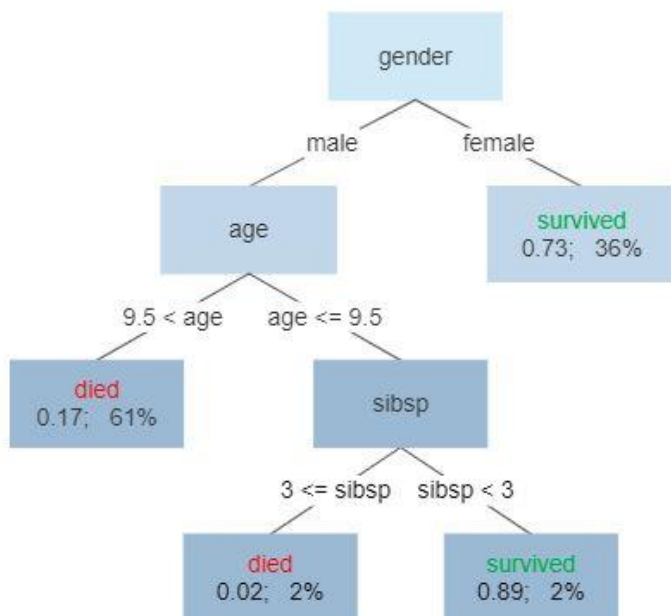 gender
male
female
age
survived
0.73; 36%
9.5 < age
age <= 9.5
died
0.17; 61%
sibsp
3 <= sibsp
sibsp < 3
died
0.02; 2%
survived
0.89; 2%